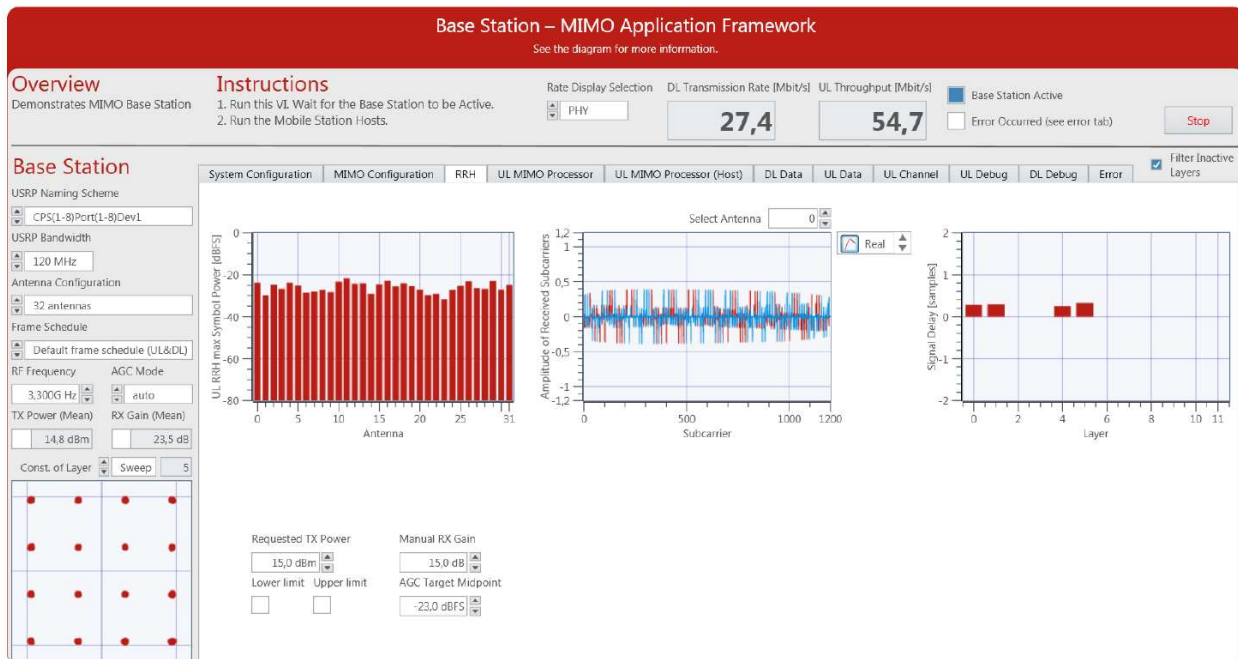 Base Station – MIMO Application Framework
See the diagram for more information.
Overview
Demonstrates MIMO Base Station
Instructions
1. Run this VI. Wait for the Base Station to be Active.
2. Run the Mobile Station Hosts.
Rate Display Selection
PHY
DL Transmission Rate [Mbit/s]
27,4
UL Throughput [Mbit/s]
54,7
Base Station Active
Error Occurred (see error tab)
Stop
Base Station
USRP Naming Scheme
CPS(1-8)Port(1-8)Dev1
USRP Bandwidth
120 MHz
Antenna Configuration
32 antennas
Frame Schedule
Default frame schedule (UL&DL)
RF Frequency
3,300G Hz
AGC Mode
auto
TX Power (Mean)
14,8 dBm
RX Gain (Mean)
23,5 dB
Const. of Layer
Sweep
5
System Configuration
MIMO Configuration
RRH
UL MIMO Processor
UL MIMO Processor (Host)
DL Data
UL Data
UL Channel
UL Debug
DL Debug
Error
Filter Inactive
Layers
UL RRH max Symbol Power [dBFS]
0
-20
-40
-60
-80
0 5 10 15 20 25 31
Antenna
Select Antenna
0
Real
Amplitude of Received Subcarriers
1,2
1
0,5
0
-0,5
-1
-1,2
0 500 1000 1200
Subcarrier
Signal Delay [samples]
2
1
0
-1
-2
0 2 4 6 8 10 11
Layer
Requested TX Power
15,0 dBm
Lower limit Upper limit
Manual RX Gain
15,0 dB
AGC Target Midpoint
-23,0 dBFS